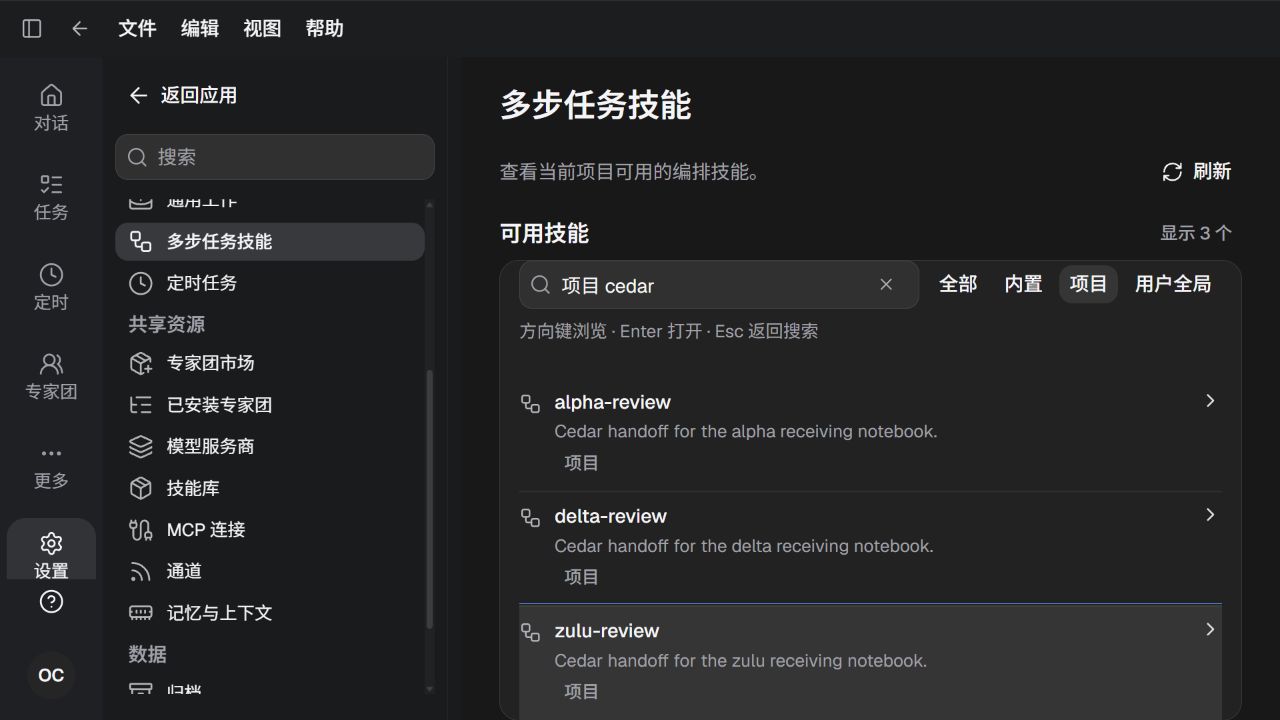 文件 编辑 视图 帮助
对话
任务
定时
专家团
更多
设置
OC
返回应用
搜索
通用工作
多步任务技能
定时任务
共享资源
专家团市场
已安装专家团
模型服务商
技能库
MCP 连接
通道
记忆与上下文
数据
归档
多步任务技能
查看当前项目可用的编排技能。
刷新
可用技能
显示 3 个
项目 cedar
全部 内置 项目 用户全局
方向键浏览 · Enter 打开 · Esc 返回搜索
alpha-review
Cedar handoff for the alpha receiving notebook.
项目
delta-review
Cedar handoff for the delta receiving notebook.
项目
zulu-review
Cedar handoff for the zulu receiving notebook.
项目